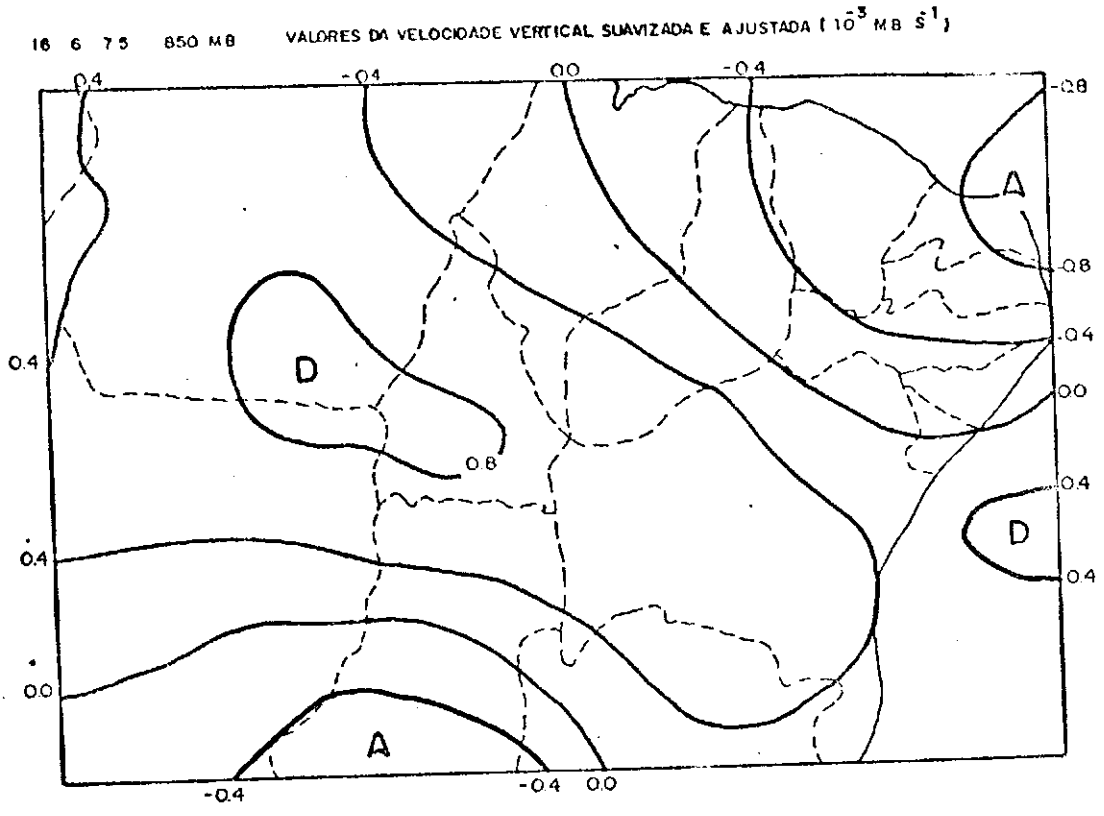 16 6 75 850 MB VALORES DA VELOCIDADE VERTICAL SUAVIZADA E AJUSTADA (10⁻³ MB S⁻¹)
0.4 -0.4 0.0 -0.4
-0.8
A
-0.8
-0.4
0.4
D
0.0
0.8
0.4
D
0.4
0.4
0.0
A
-0.4 -0.4 0.0